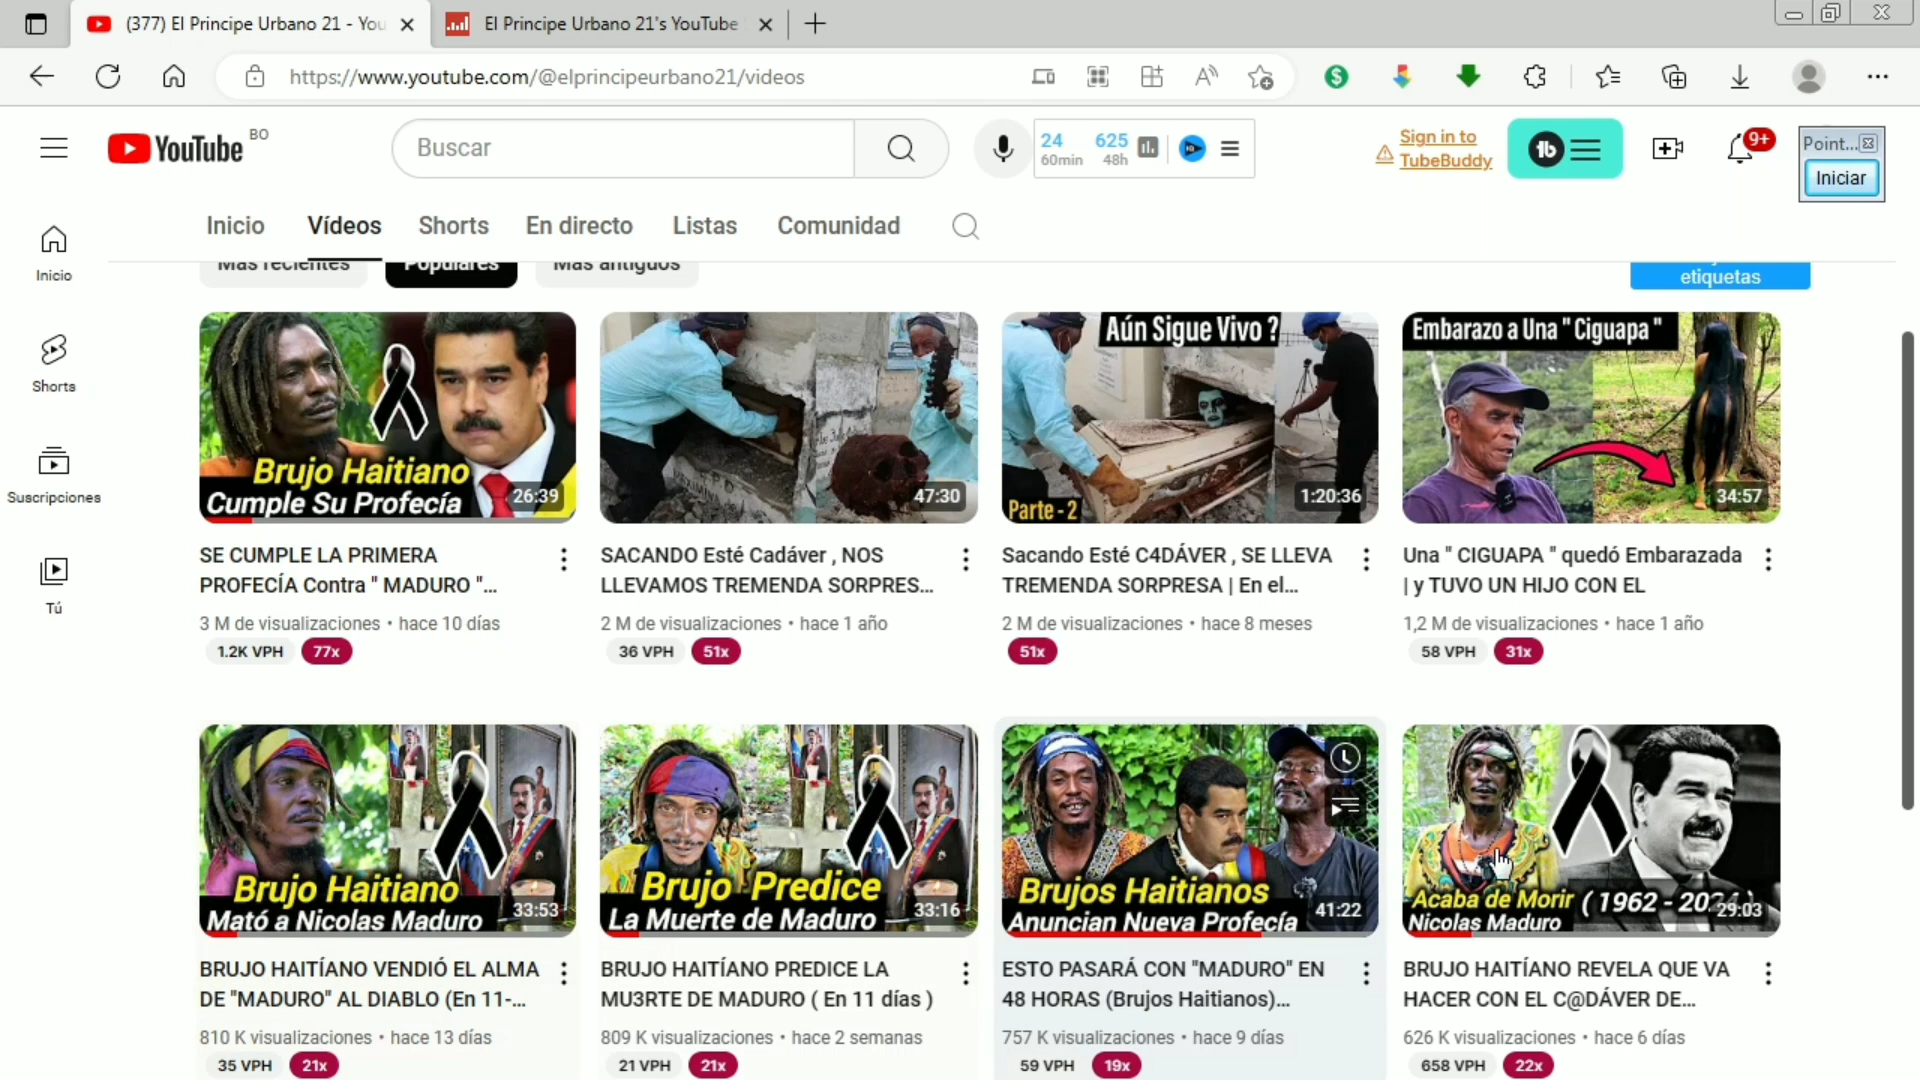 (377) El Principe Urbano 21 - You
El Principe Urbano 21's YouTube
https://www.youtube.com/@elprincipeurbano21/videos
YouTube BO
Buscar
24 60min
625 48h
Sign in to
TubeBuddy
9+
Point...
Iniciar
Inicio
Vídeos
Shorts
En directo
Listas
Comunidad
Inicio
Shorts
Suscripciones
Tú
Más recientes
Populares
Más antiguos
etiquetas
Brujo Haitiano
Cumple Su Profecía
26:39
47:30
Aún Sigue Vivo ?
Parte - 2
1:20:36
Embarazo a Una " Ciguapa "
34:57
SE CUMPLE LA PRIMERA
PROFECÍA Contra " MADURO "...
3 M de visualizaciones • hace 10 días
1.2K VPH
77x
SACANDO Esté Cadáver , NOS
LLEVAMOS TREMENDA SORPRES...
2 M de visualizaciones • hace 1 año
36 VPH
51x
Sacando Esté C4DÁVER , SE LLEVA
TREMENDA SORPRESA | En el...
2 M de visualizaciones • hace 8 meses
51x
Una " CIGUAPA " quedó Embarazada
| y TUVO UN HIJO CON EL
1,2 M de visualizaciones • hace 1 año
58 VPH
31x
Brujo Haitiano
Mató a Nicolas Maduro
33:53
Brujo Predice
La Muerte de Maduro
33:16
Brujos Haitianos
Anuncian Nueva Profecía
41:22
Acaba de Morir ( 1962 - 202
Nicolas Maduro
29:03
BRUJO HAITÍANO VENDIÓ EL ALMA
DE "MADURO" AL DIABLO (En 11-...
810 K visualizaciones • hace 13 días
35 VPH
21x
BRUJO HAITÍANO PREDICE LA
MU3RTE DE MADURO ( En 11 días )
809 K visualizaciones • hace 2 semanas
21 VPH
21x
ESTO PASARÁ CON "MADURO" EN
48 HORAS (Brujos Haitianos)...
757 K visualizaciones • hace 9 días
59 VPH
19x
BRUJO HAITÍANO REVELA QUE VA
HACER CON EL C@DÁVER DE...
626 K visualizaciones • hace 6 días
658 VPH
22x